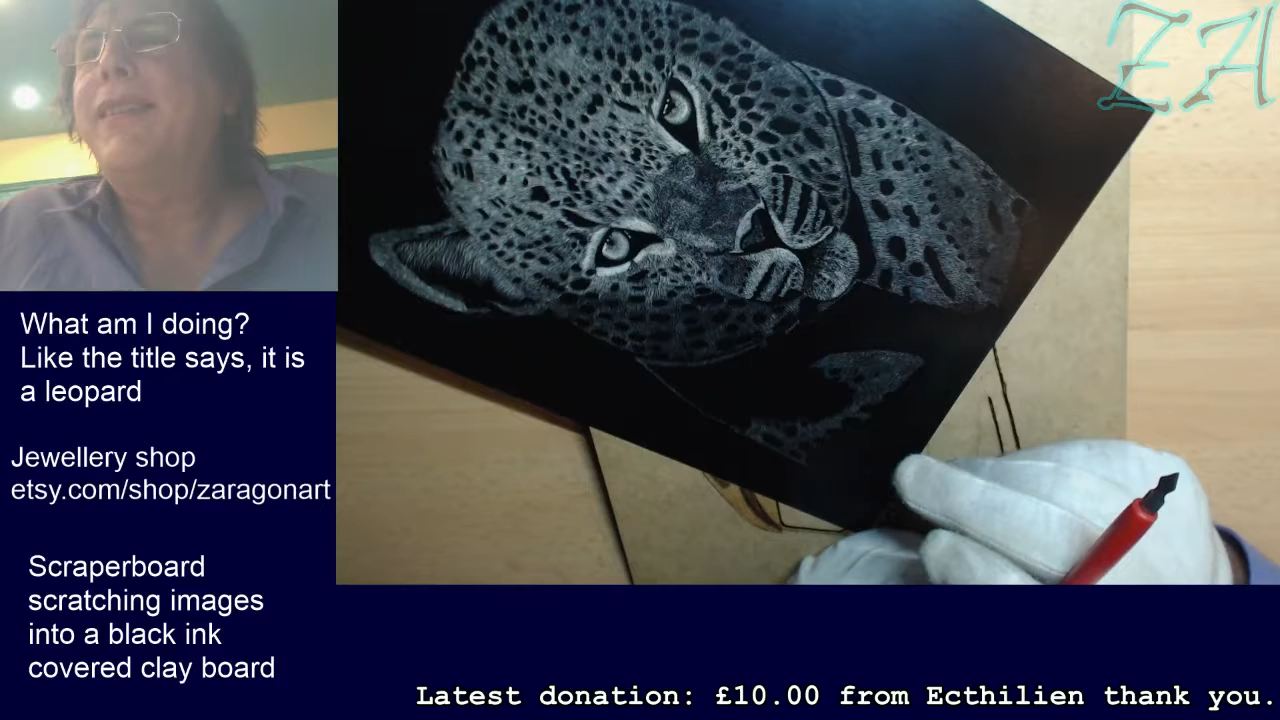 ZA
What am I doing?
Like the title says, it is
a leopard
Jewellery shop
etsy.com/shop/zaragonart
Scraperboard
scratching images
into a black ink
covered clay board
Latest donation: £10.00 from Ecthilien thank you.